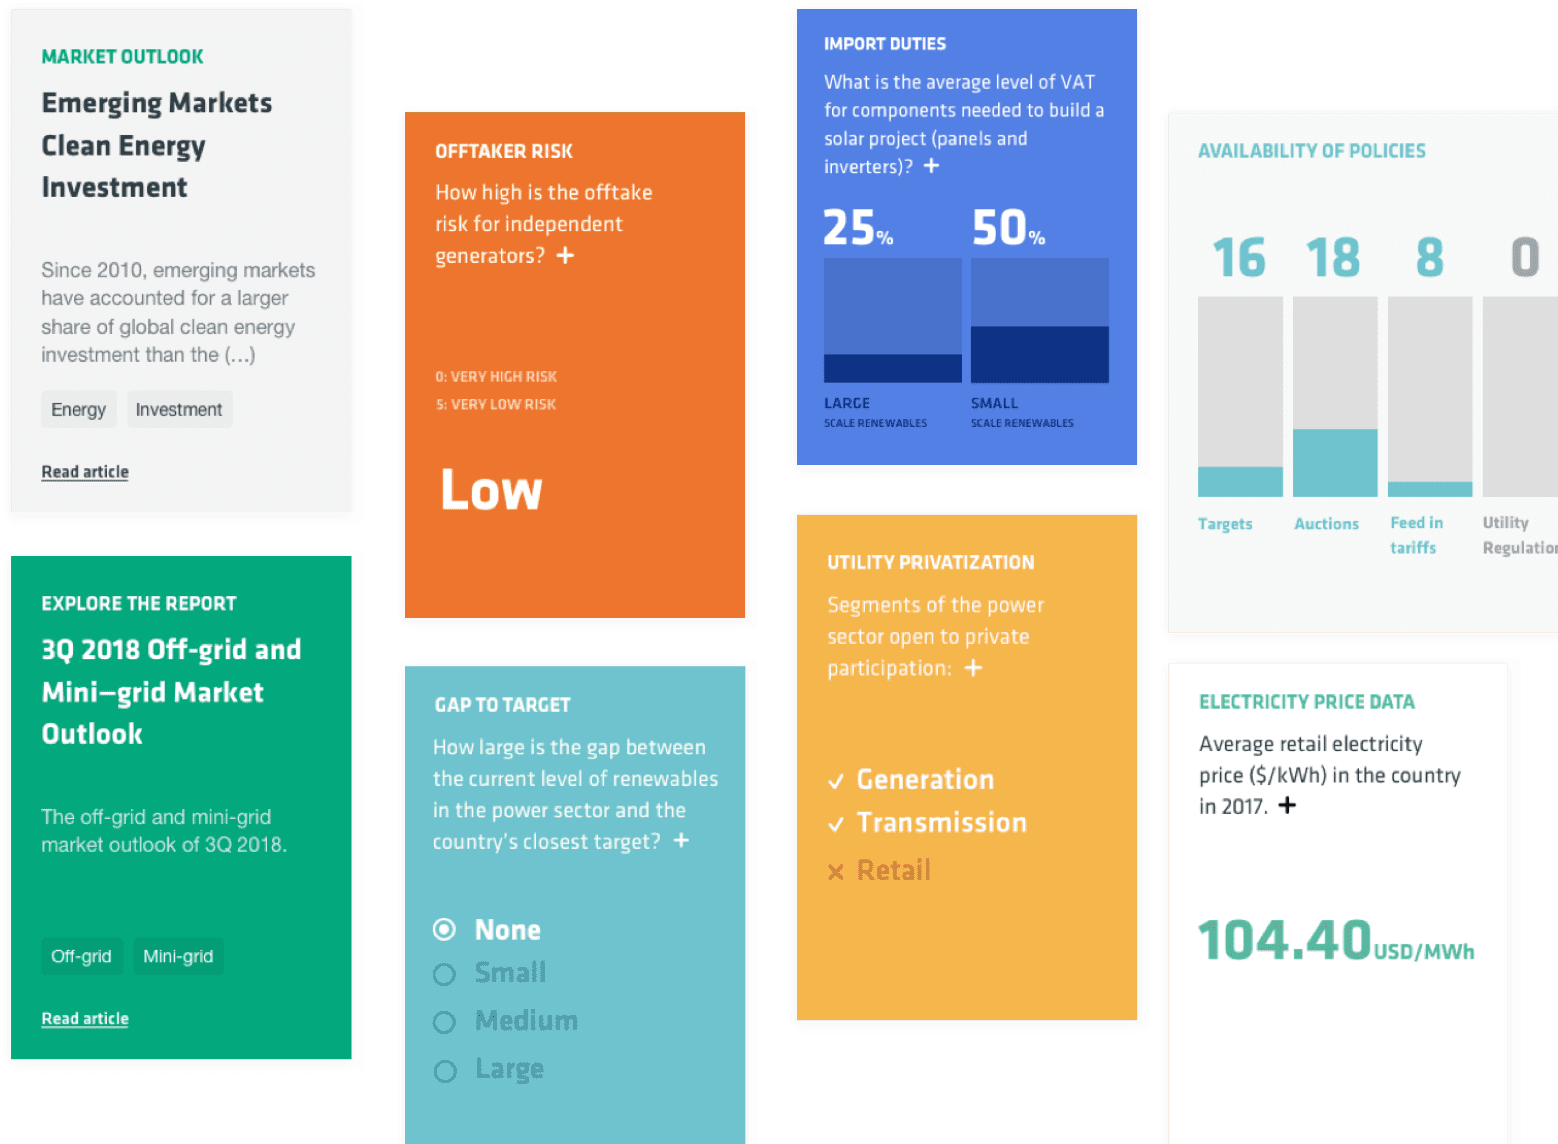 MARKET OUTLOOK
Emerging Markets
Clean Energy
Investment
Since 2010, emerging markets
have accounted for a larger
share of global clean energy
investment than the (...)
Energy
Investment
Read article
EXPLORE THE REPORT
3Q 2018 Off-grid and
Mini–grid Market
Outlook
The off-grid and mini-grid
market outlook of 3Q 2018.
Off-grid
Mini-grid
Read article
OFFTAKER RISK
How high is the offtake
risk for independent
generators? +
0: VERY HIGH RISK
5: VERY LOW RISK
Low
GAP TO TARGET
How large is the gap between
the current level of renewables
in the power sector and the
country's closest target? +
None
Small
Medium
Large
IMPORT DUTIES
What is the average level of VAT
for components needed to build a
solar project (panels and
inverters)? +
25%
50%
LARGE
SCALE RENEWABLES
SMALL
SCALE RENEWABLES
UTILITY PRIVATIZATION
Segments of the power
sector open to private
participation: +
Generation
Transmission
Retail
AVAILABILITY OF POLICIES
16
18
8
0
Targets
Auctions
Feed in
tariffs
Utility
Regulation
ELECTRICITY PRICE DATA
Average retail electricity
price ($/kWh) in the country
in 2017. +
104.40 USD/MWh